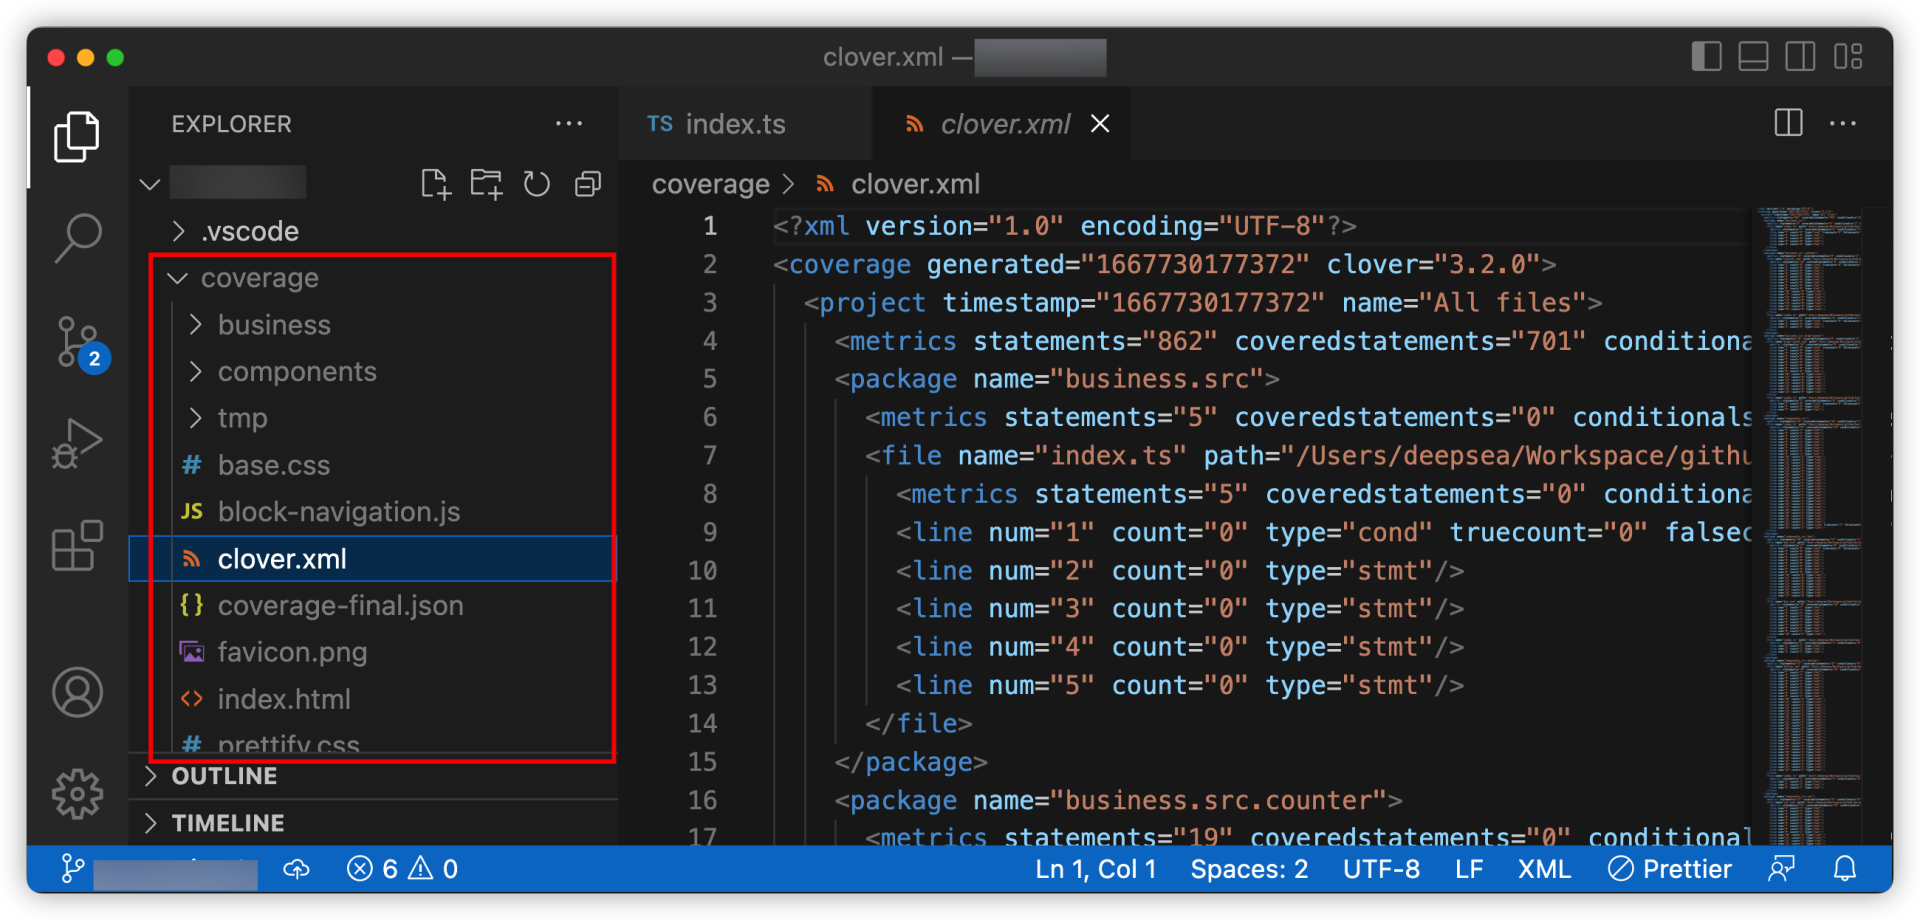 clover.xml —
EXPLORER
.vscode
coverage
business
components
tmp
# base.css
JS block-navigation.js
clover.xml
{} coverage-final.json
favicon.png
<> index.html
# prettify.css
OUTLINE
TIMELINE
2
TS index.ts
clover.xml
coverage > clover.xml
1 <?xml version="1.0" encoding="UTF-8"?>
2 <coverage generated="1667730177372" clover="3.2.0">
3 <project timestamp="1667730177372" name="All files">
4 <metrics statements="862" coveredstatements="701" conditiona
5 <package name="business.src">
6 <metrics statements="5" coveredstatements="0" conditionals
7 <file name="index.ts" path="/Users/deepsea/Workspace/githu
8 <metrics statements="5" coveredstatements="0" conditiona
9 <line num="1" count="0" type="cond" truecount="0" falsec
10 <line num="2" count="0" type="stmt"/>
11 <line num="3" count="0" type="stmt"/>
12 <line num="4" count="0" type="stmt"/>
13 <line num="5" count="0" type="stmt"/>
14 </file>
15 </package>
16 <package name="business.src.counter">
17 <metrics statements="19" coveredstatements="0" conditional
6 0
Ln 1, Col 1 Spaces: 2 UTF-8 LF XML Prettier